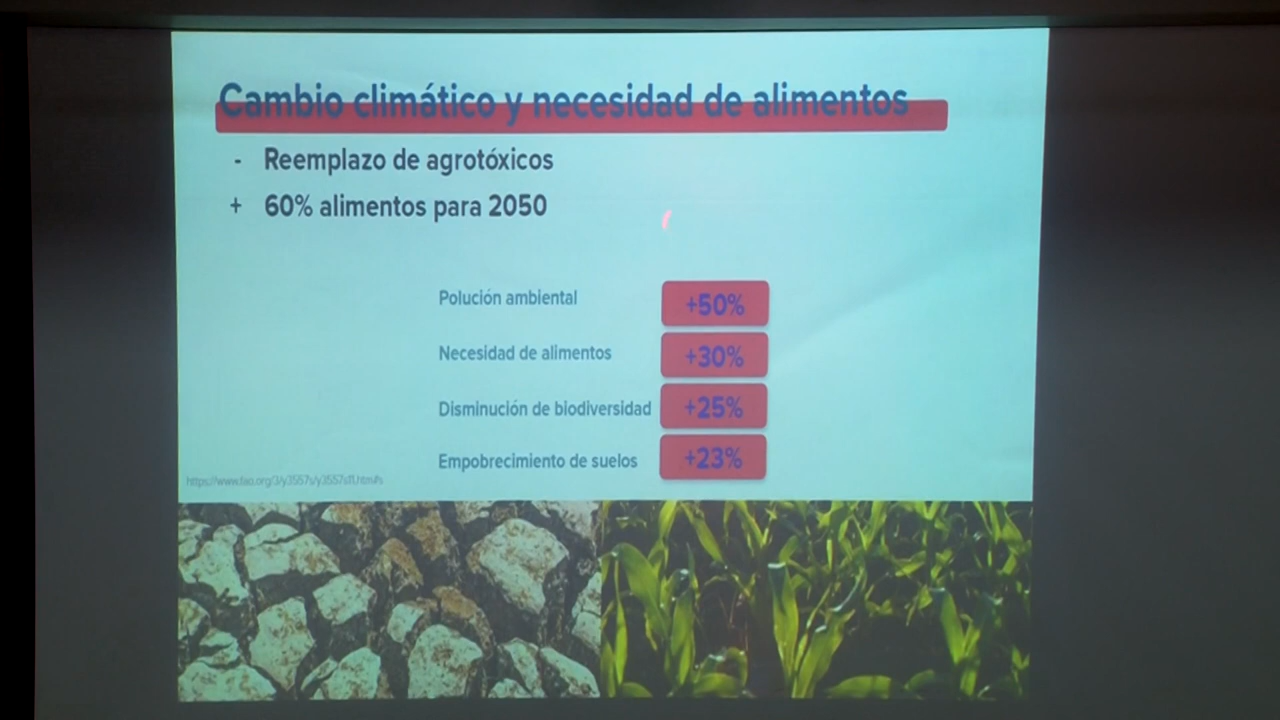 Cambio climático y necesidad de alimentos
- Reemplazo de agrotóxicos
+ 60% alimentos para 2050
Polución ambiental +50%
Necesidad de alimentos +30%
Disminución de biodiversidad +25%
Empobrecimiento de suelos +23%